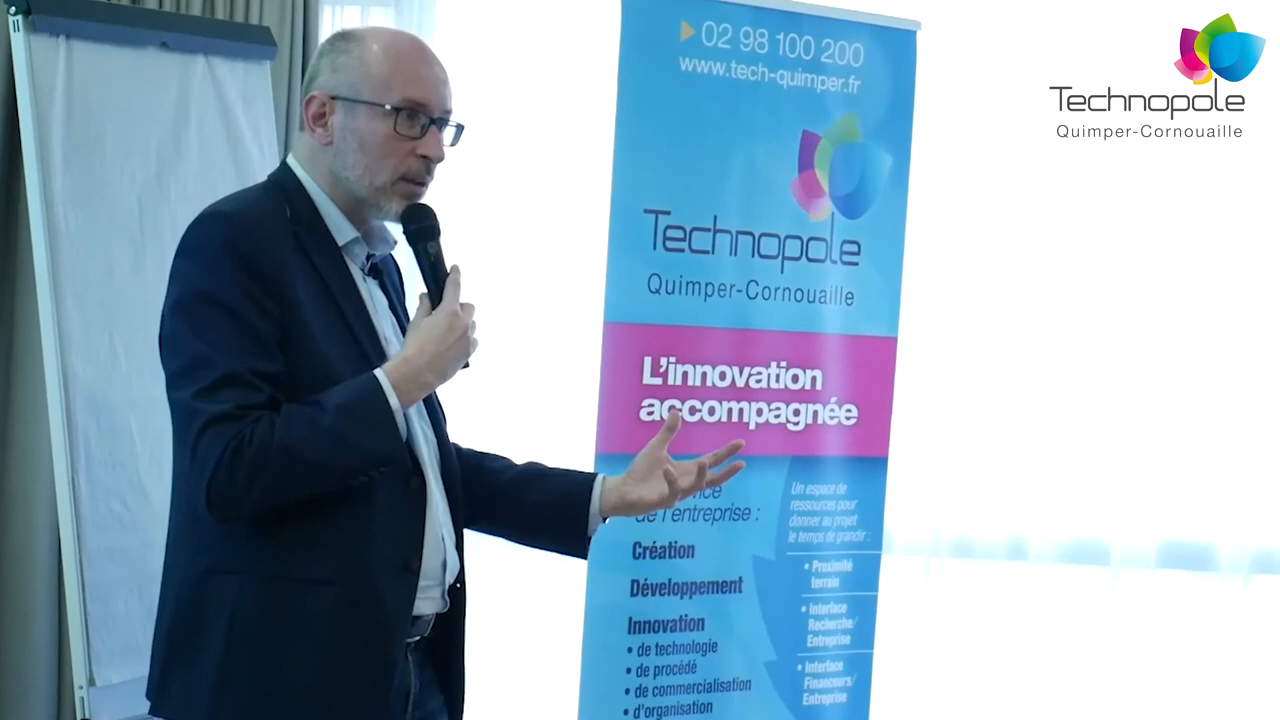 02 98 100 200
www.tech-quimper.fr
Technopole
Quimper-Cornouaille
L'innovation
accompagnée
de l'entreprise :
Création
Développement
Innovation
• de technologie
• de procédé
• de commercialisation
• d'organisation
Un espace de
ressources pour
donner au projet
le temps de grandir :
• Proximité
terrain
• Interface
Recherche/
Entreprise
• Interface
Financeurs/
Entreprise
Technopole
Quimper-Cornouaille